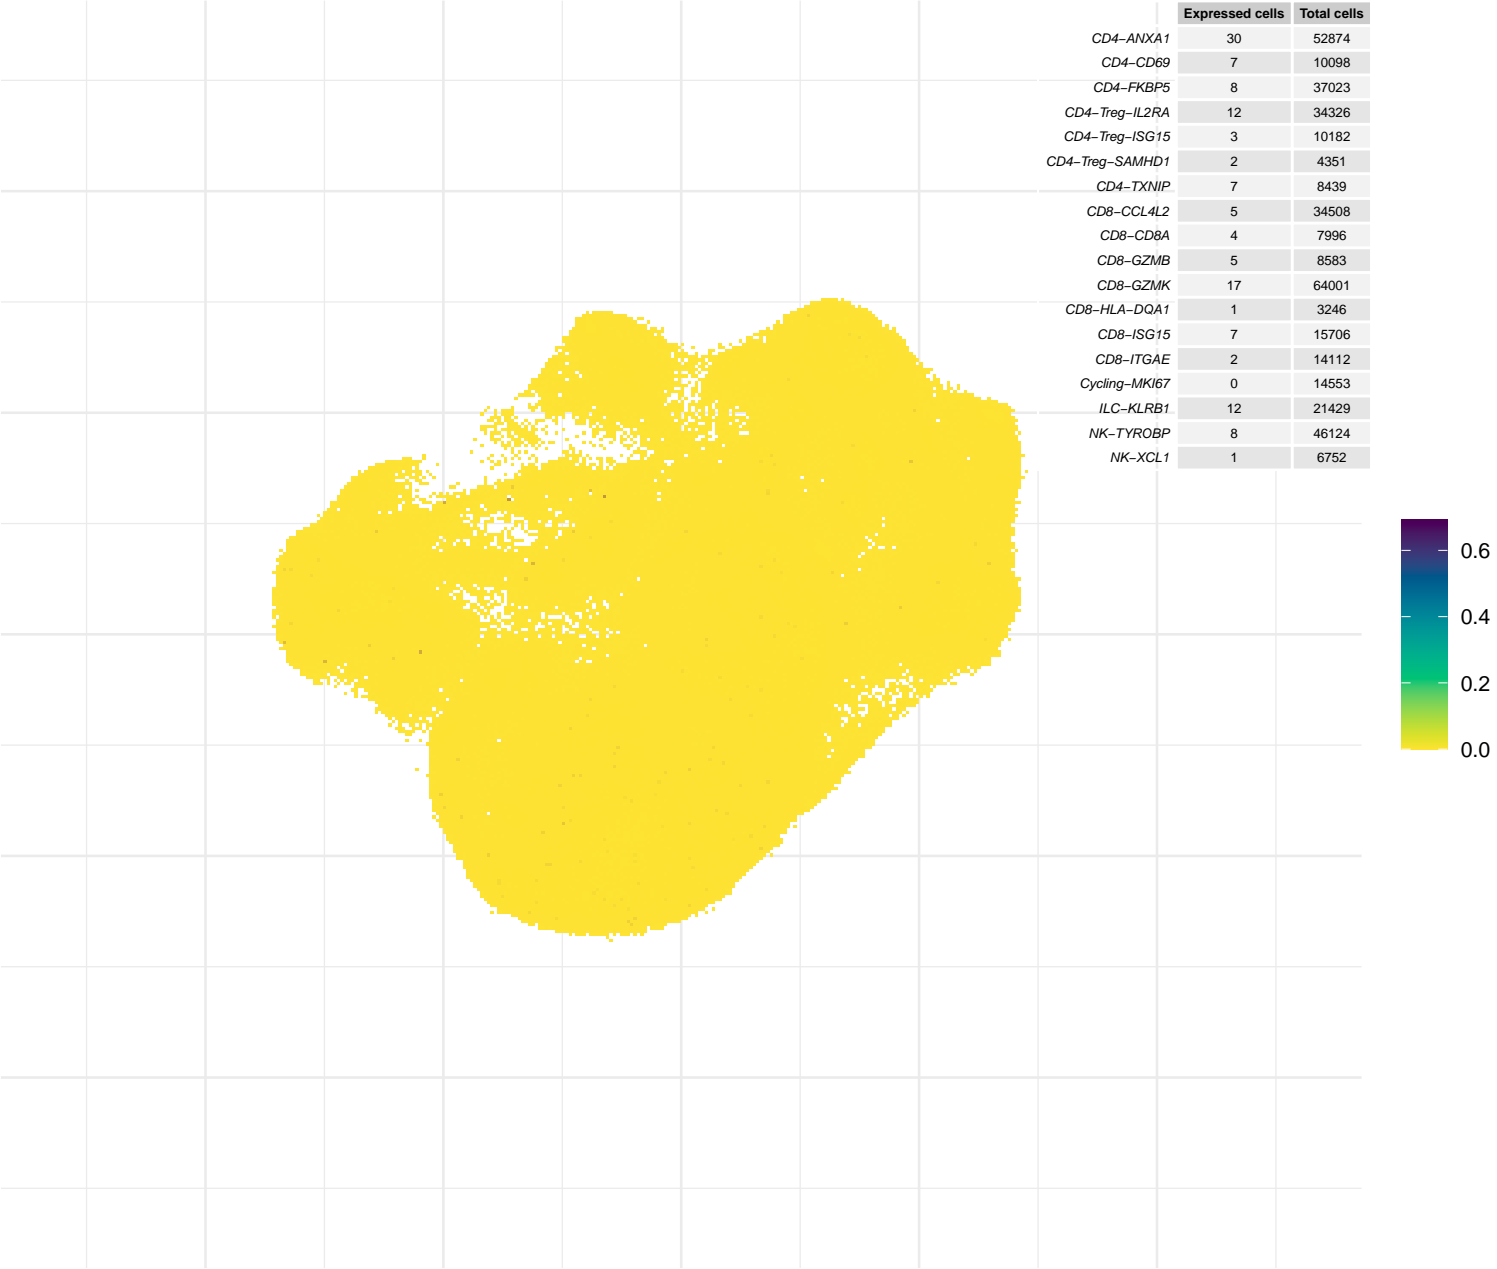 Expressed cells Total cells
CD4−ANXA1 30 52874
CD4−CD69 7 10098
CD4−FKBP5 8 37023
CD4−Treg−IL2RA 12 34326
CD4−Treg−ISG15 3 10182
CD4−Treg−SAMHD1 2 4351
CD4−TXNIP 7 8439
CD8−CCL4L2 5 34508
CD8−CD8A 4 7996
CD8−GZMB 5 8583
CD8−GZMK 17 64001
CD8−HLA−DQA1 1 3246
CD8−ISG15 7 15706
CD8−ITGAE 2 14112
Cycling−MKI67 0 14553
ILC−KLRB1 12 21429
NK−TYROBP 8 46124
NK−XCL1 1 6752
0.6
0.4
0.2
0.0